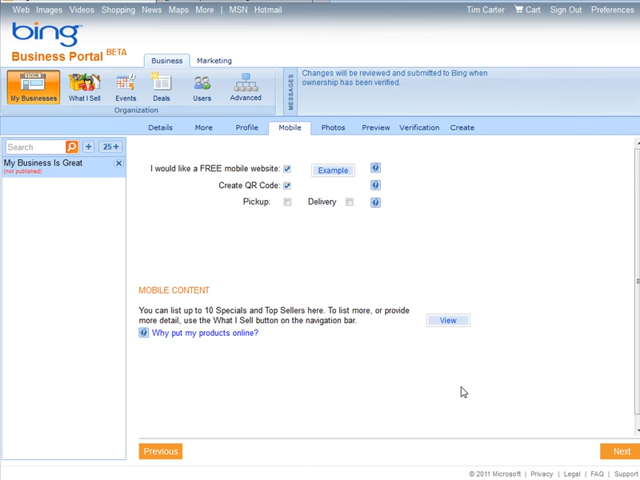 Web Images Videos Shopping News Maps More | MSN Hotmail
Tim Carter Cart Sign Out Preferences
bing
Business Portal BETA
Business Marketing
My Businesses What I Sell Events Deals Users Advanced
Organization
MESSAGES
Changes will be reviewed and submitted to Bing when
ownership has been verified.
Details More Profile Mobile Photos Preview Verification Create
Search + 25+
My Business Is Great
(not published)
I would like a FREE mobile website: Example
Create QR Code:
Pickup: Delivery
MOBILE CONTENT
You can list up to 10 Specials and Top Sellers here. To list more, or provide
more detail, use the What I Sell button on the navigation bar.
View
Why put my products online?
Previous Next
© 2011 Microsoft | Privacy | Legal | FAQ | Support